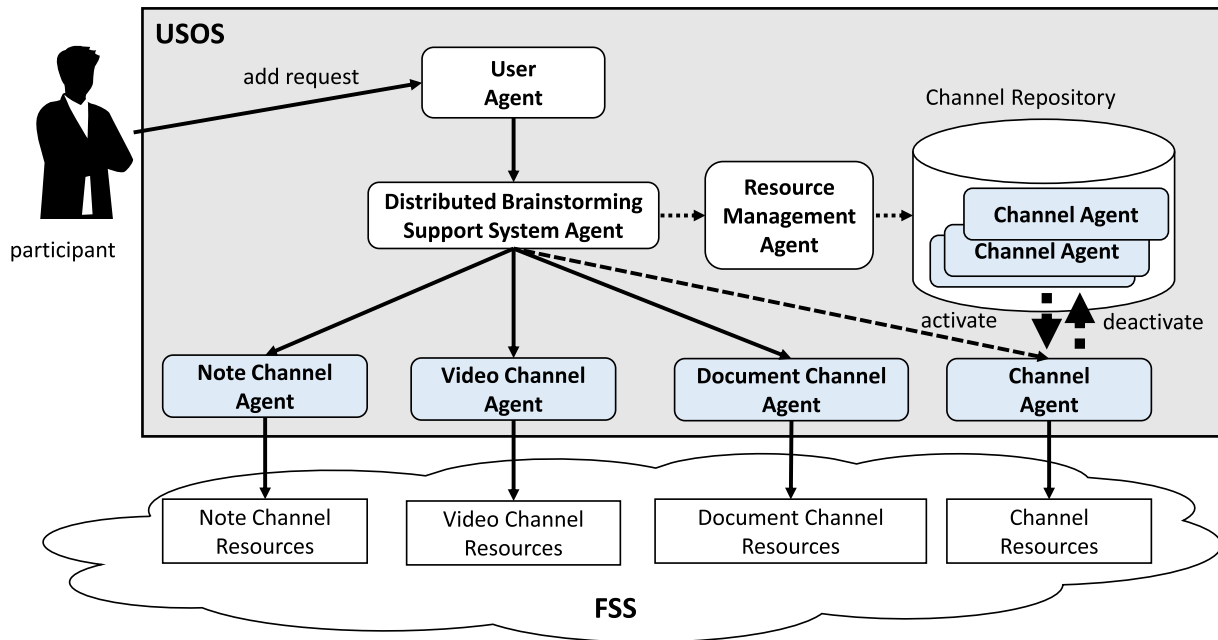 USOS
add request
User
Agent
Channel Repository
Distributed Brainstorming
Support System Agent
Resource
Management
Agent
Channel Agent
Channel Agent
participant
activate
deactivate
Note Channel
Agent
Video Channel
Agent
Document Channel
Agent
Channel
Agent
Note Channel
Resources
Video Channel
Resources
Document Channel
Resources
Channel
Resources
FSS